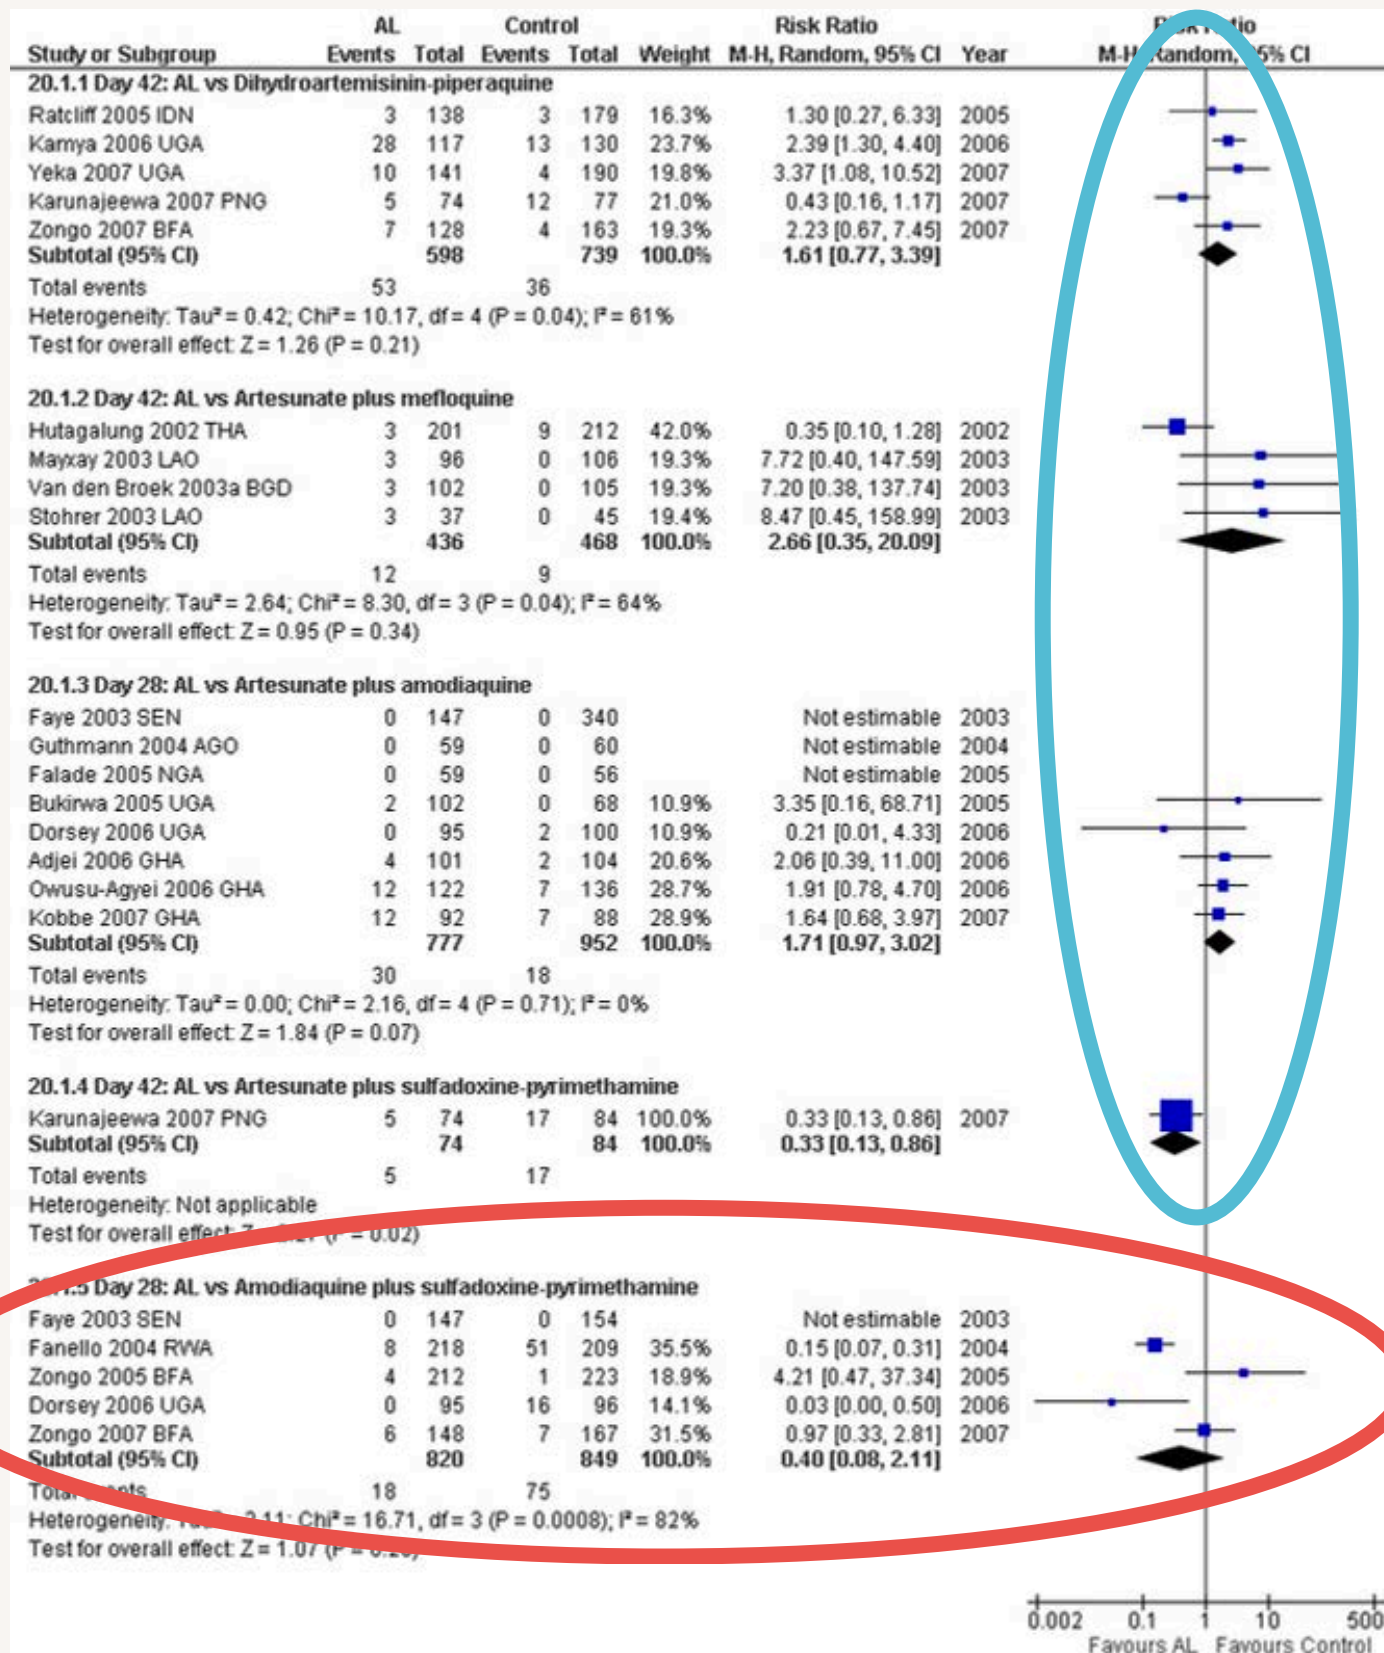 AL Control Risk Ratio Risk Ratio
Study or Subgroup Events Total Events Total Weight M-H, Random, 95% CI Year M-H, Random, 95% CI
20.1.1 Day 42: AL vs Dihydroartemisinin-piperaquine
Ratcliff 2005 IDN 3 138 3 179 16.3% 1.30 [0.27, 6.33] 2005
Kamya 2006 UGA 28 117 13 130 23.7% 2.39 [1.30, 4.40] 2006
Yeka 2007 UGA 10 141 4 190 19.8% 3.37 [1.08, 10.52] 2007
Karunajeewa 2007 PNG 5 74 12 77 21.0% 0.43 [0.16, 1.17] 2007
Zongo 2007 BFA 7 128 4 163 19.3% 2.23 [0.67, 7.45] 2007
Subtotal (95% CI) 598 739 100.0% 1.61 [0.77, 3.39]
Total events 53 36
Heterogeneity: Tau² = 0.42; Chi² = 10.17, df = 4 (P = 0.04); I² = 61%
Test for overall effect: Z = 1.26 (P = 0.21)
20.1.2 Day 42: AL vs Artesunate plus mefloquine
Hutagalung 2002 THA 3 201 9 212 42.0% 0.35 [0.10, 1.28] 2002
Mayxay 2003 LAO 3 96 0 106 19.3% 7.72 [0.40, 147.59] 2003
Van den Broek 2003a BGD 3 102 0 105 19.3% 7.20 [0.38, 137.74] 2003
Stohrer 2003 LAO 3 37 0 45 19.4% 8.47 [0.45, 158.99] 2003
Subtotal (95% CI) 436 468 100.0% 2.66 [0.35, 20.09]
Total events 12 9
Heterogeneity: Tau² = 2.64; Chi² = 8.30, df = 3 (P = 0.04); I² = 64%
Test for overall effect: Z = 0.95 (P = 0.34)
20.1.3 Day 28: AL vs Artesunate plus amodiaquine
Faye 2003 SEN 0 147 0 340 Not estimable 2003
Guthmann 2004 AGO 0 59 0 60 Not estimable 2004
Falade 2005 NGA 0 59 0 56 Not estimable 2005
Bukirwa 2005 UGA 2 102 0 68 10.9% 3.35 [0.16, 68.71] 2005
Dorsey 2006 UGA 0 95 2 100 10.9% 0.21 [0.01, 4.33] 2006
Adjei 2006 GHA 4 101 2 104 20.6% 2.06 [0.39, 11.00] 2006
Owusu-Agyei 2006 GHA 12 122 7 136 28.7% 1.91 [0.78, 4.70] 2006
Kobbe 2007 GHA 12 92 7 88 28.9% 1.64 [0.68, 3.97] 2007
Subtotal (95% CI) 777 952 100.0% 1.71 [0.97, 3.02]
Total events 30 18
Heterogeneity: Tau² = 0.00; Chi² = 2.16, df = 4 (P = 0.71); I² = 0%
Test for overall effect: Z = 1.84 (P = 0.07)
20.1.4 Day 42: AL vs Artesunate plus sulfadoxine-pyrimethamine
Karunajeewa 2007 PNG 5 74 17 84 100.0% 0.33 [0.13, 0.86] 2007
Subtotal (95% CI) 74 84 100.0% 0.33 [0.13, 0.86]
Total events 5 17
Heterogeneity: Not applicable
Test for overall effect: = 0.02)
Day 28: AL vs Amodiaquine plus sulfadoxine-pyrimethamine
Faye 2003 SEN 0 147 0 154 Not estimable 2003
Fanello 2004 RWA 8 218 51 209 35.5% 0.15 [0.07, 0.31] 2004
Zongo 2005 BFA 4 212 1 223 18.9% 4.21 [0.47, 37.34] 2005
Dorsey 2006 UGA 0 95 16 96 14.1% 0.03 [0.00, 0.50] 2006
Zongo 2007 BFA 6 148 7 167 31.5% 0.97 [0.33, 2.81] 2007
Subtotal (95% CI) 820 849 100.0% 0.40 [0.08, 2.11]
Total events 18 75
Heterogeneity: Chi² = 16.71, df = 3 (P = 0.0008); I² = 82%
Test for overall effect: Z = 1.07 (P =
0.002 0.1 1 10 500
Favours AL Favours Control